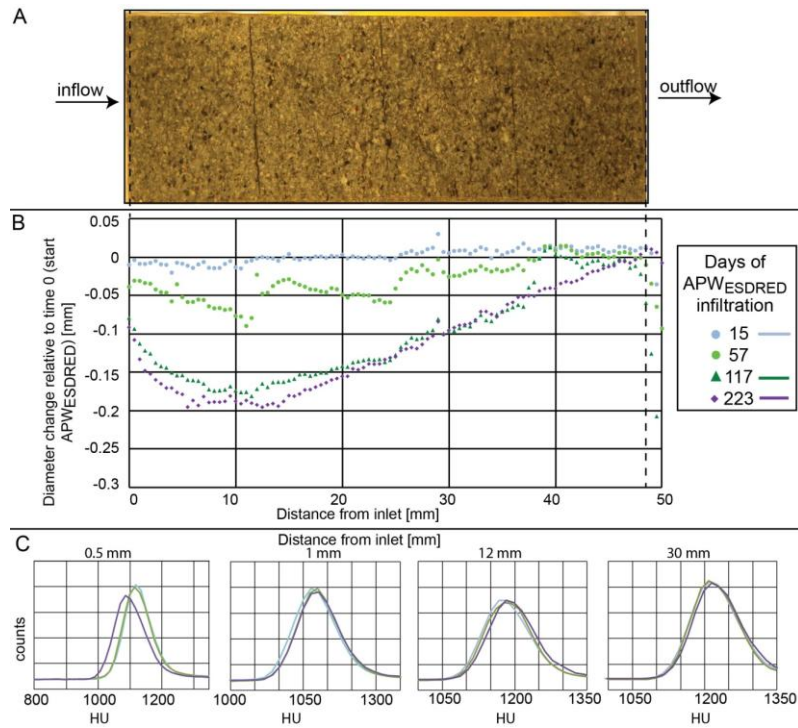 A
inflow
outflow
B
Diameter change relative to time 0 (start
APWESDRED) [mm]
0.05
0
-0.05
-0.1
-0.15
-0.2
-0.25
-0.3
0 10 20 30 40 50
Distance from inlet [mm]
Days of
APWESDRED
infiltration
15
57
117
223
C
Distance from inlet [mm]
0.5 mm 1 mm 12 mm 30 mm
counts
800 1000 1200
HU
1000 1050 1300
HU
1050 1200 1350
HU
1050 1200 1350
HU